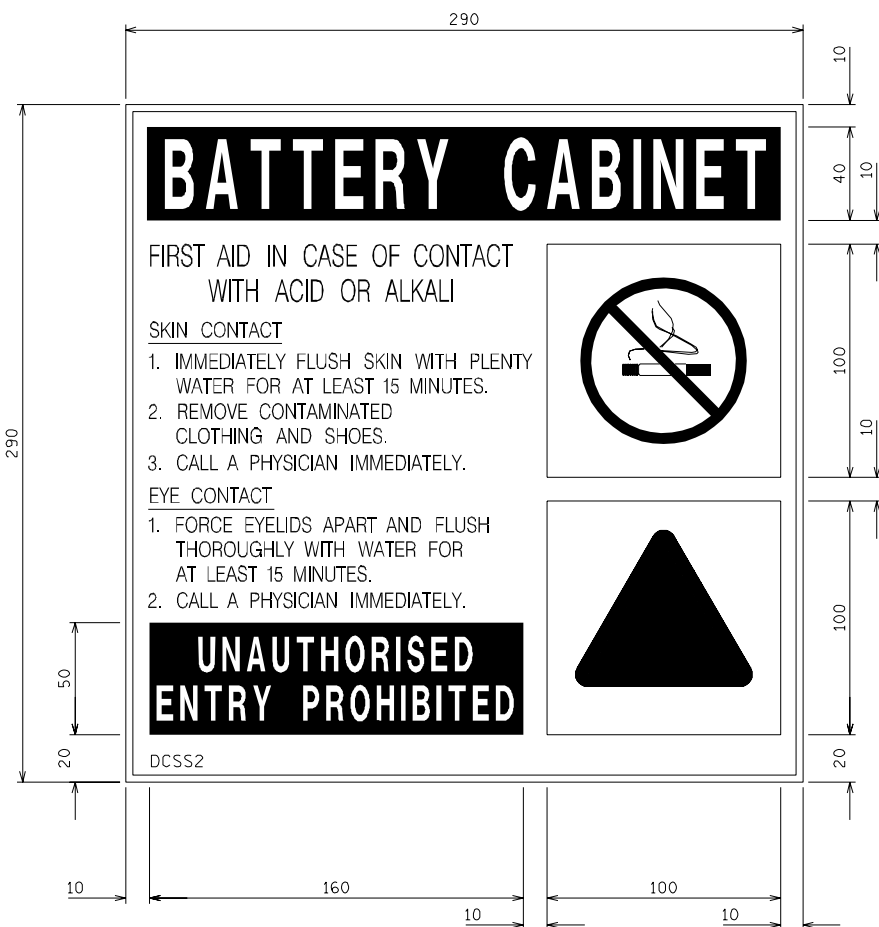 290
10
BATTERY CABINET
40
10
FIRST AID IN CASE OF CONTACT
WITH ACID OR ALKALI
SKIN CONTACT
1. IMMEDIATELY FLUSH SKIN WITH PLENTY
WATER FOR AT LEAST 15 MINUTES.
2. REMOVE CONTAMINATED
CLOTHING AND SHOES.
3. CALL A PHYSICIAN IMMEDIATELY.
100
10
290
EYE CONTACT
1. FORCE EYELIDS APART AND FLUSH
THOROUGHLY WITH WATER FOR
AT LEAST 15 MINUTES.
2. CALL A PHYSICIAN IMMEDIATELY.
100
50
UNAUTHORISED
ENTRY PROHIBITED
20
DCSS2
20
10
160
100
10
10